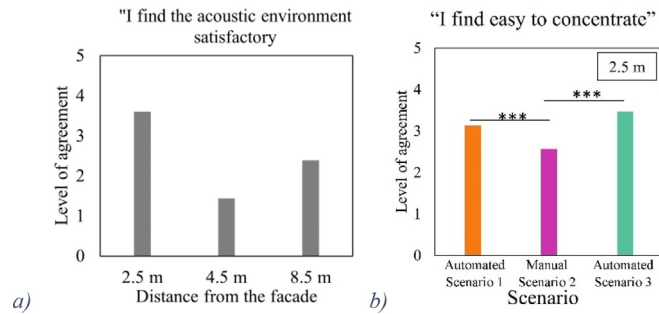 "I find the acoustic environment
satisfactory
5
4
3
2
1
0
Level of agreement
2.5 m 4.5 m 8.5 m
Distance from the facade
a)
“I find easy to concentrate”
5
4
3
2
1
0
Level of agreement
2.5 m
***
***
Automated Manual Automated
Scenario 1 Scenario 2 Scenario 3
Scenario
b)